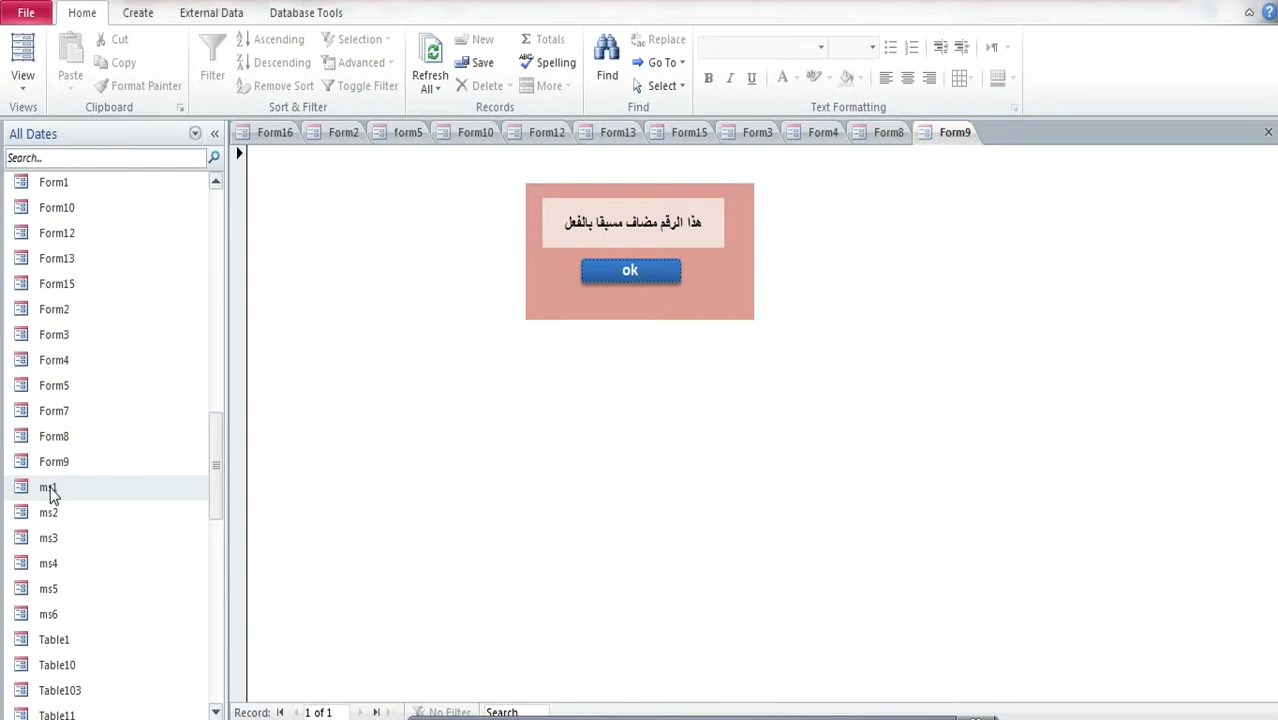 File Home Create External Data Database Tools
View
Views
Paste
Cut
Copy
Format Painter
Clipboard
Filter
Ascending
Descending
Remove Sort
Selection
Advanced
Toggle Filter
Sort & Filter
Refresh
All
New
Save
Delete
Totals
Spelling
More
Records
Find
Replace
Go To
Select
Find
B I U A
Text Formatting
All Dates
Search...
Form16 Form2 form5 Form10 Form12 Form13 Form15 Form3 Form4 Form8 Form9
Form1
Form10
Form12
Form13
Form15
Form2
Form3
Form4
Form5
Form7
Form8
Form9
ms1
ms2
ms3
ms4
ms5
ms6
Table1
Table10
Table103
Table11
هذا الرقم مضاف مسبقا بالفعل
ok
Record: 1 of 1 No Filter Search